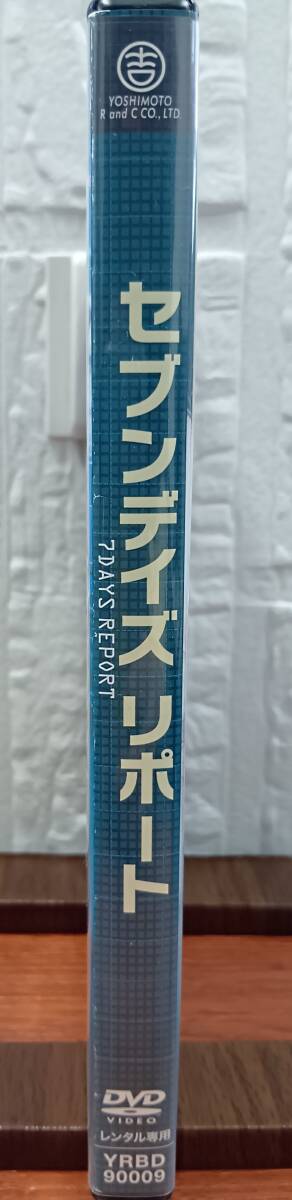 吉
YOSHIMOTO
R and C CO., LTD.
セブンデイズ リポート
7DAYS REPORT
DVD
VIDEO
レンタル専用
YRBD
90009